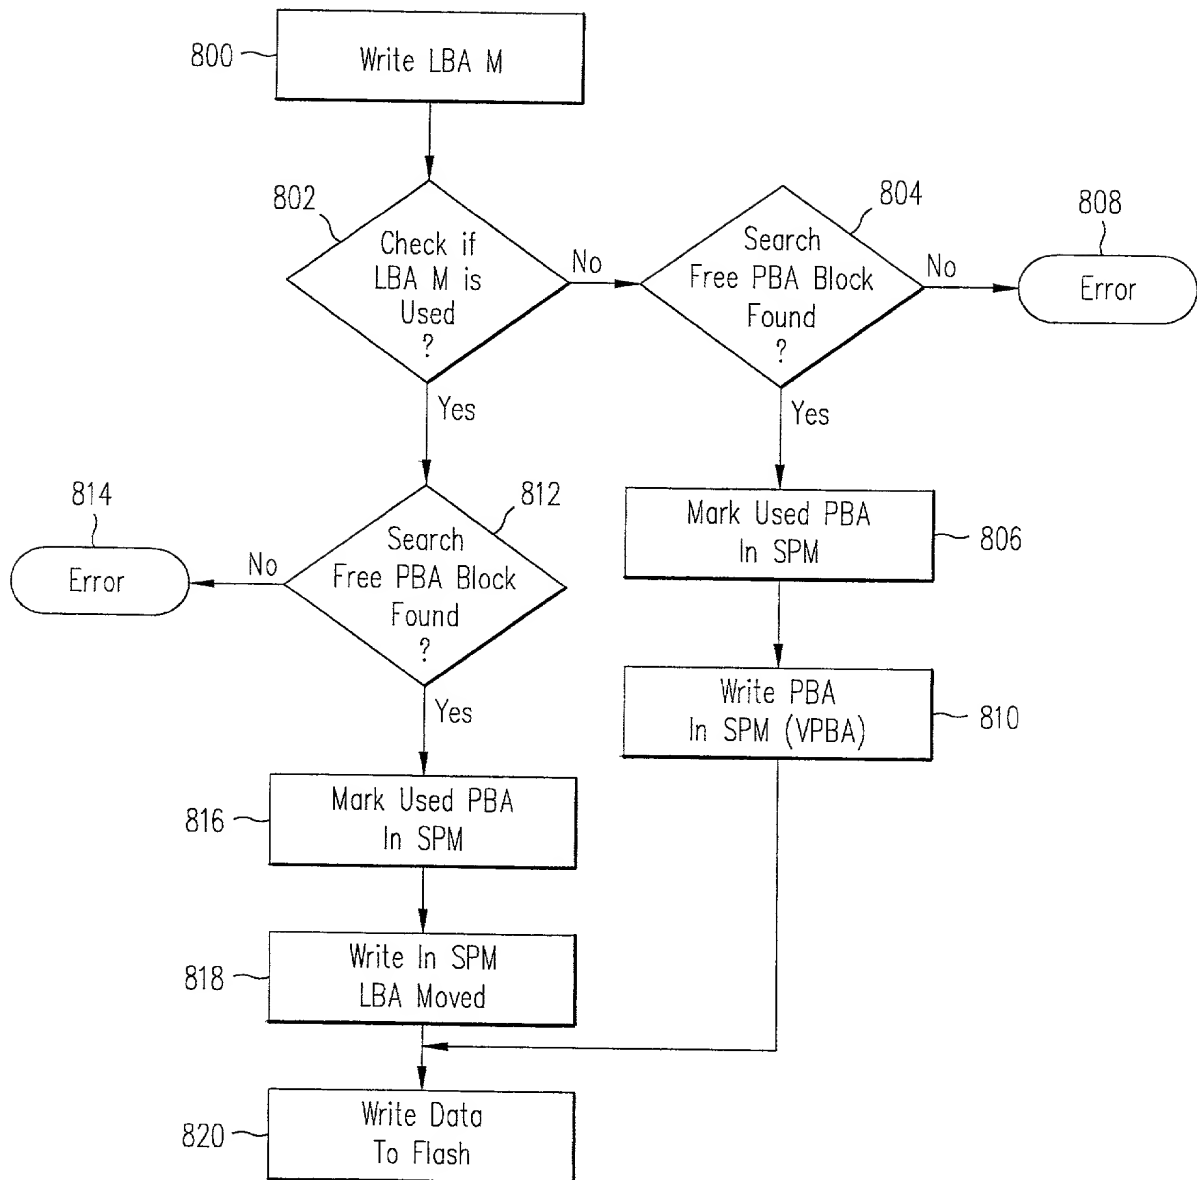 800
Write LBA M
802
Check if
LBA M is
Used
?
No
Yes
804
Search
Free PBA Block
Found
?
No
Yes
808
Error
814
Error
No
812
Search
Free PBA Block
Found
?
Yes
Mark Used PBA
In SPM
806
Write PBA
In SPM (VPBA)
810
816
Mark Used PBA
In SPM
818
Write In SPM
LBA Moved
820
Write Data
To Flash